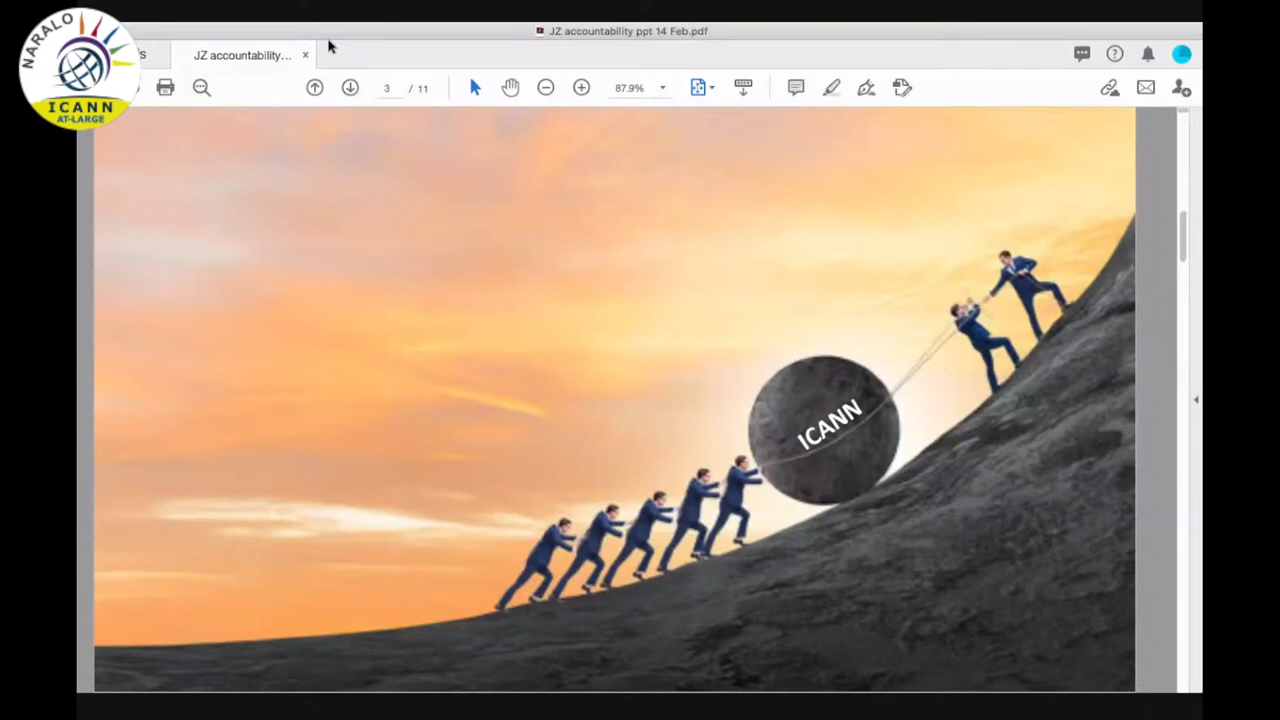 NARALO
ICANN
AT-LARGE
JZ accountability ppt 14 Feb.pdf
s
JZ accountability... ×
3 / 11
87.9%
ICANN